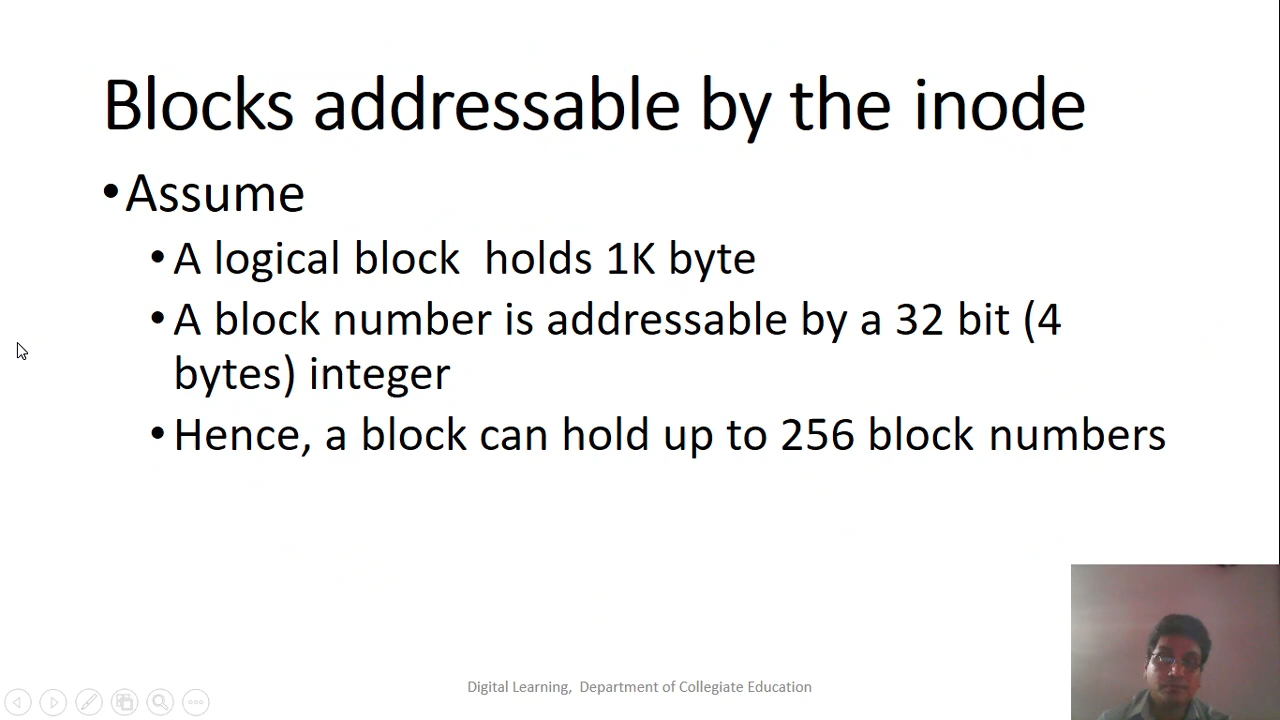 Blocks addressable by the inode
•Assume
•A logical block holds 1K byte
•A block number is addressable by a 32 bit (4
bytes) integer
•Hence, a block can hold up to 256 block numbers
Digital Learning, Department of Collegiate Education